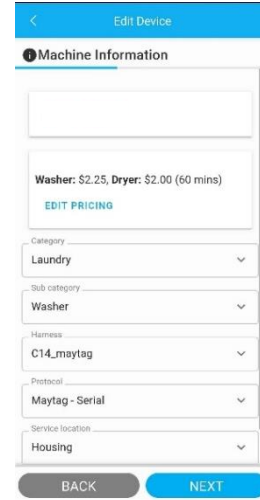 Edit Device
Machine Information
Washer: $2.25, Dryer: $2.00 (60 mins)
EDIT PRICING
Category
Laundry
Sub category
Washer
Harness
C14_maytag
Protocol
Maytag - Serial
Service location
Housing
BACK NEXT